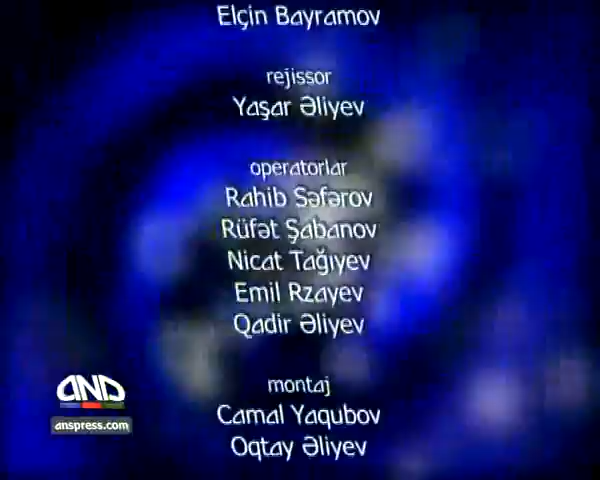 Elçin Bayramov
rejissor
Yaşar Əliyev
operatorlar
Rahib Səfərov
Rüfət Şabanov
Nicat Tağıyev
Emil Rzayev
Qadir Əliyev
montaj
Camal Yaqubov
Oqtay Əliyev
ANS
anspress.com